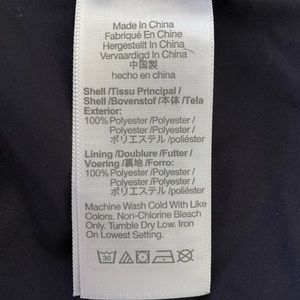 Made In China
Fabriqué En Chine
Hergestellt In China
Vervaardigd In China
中国製
hecho en china
Shell /Tissu Principal /
Shell /Bovenstof /本体 /Tela
Exterior:
100% Polyester /Polyester /
Polyester /Polyester /
ポリエステル /poliéster
Lining /Doublure /Futter /
Voering /裏地 /Forro:
100% Polyester /Polyester /
Polyester /Polyester /
ポリエステル /poliéster
Machine Wash Cold With Like
Colors. Non-Chlorine Bleach
Only. Tumble Dry Low. Iron
On Lowest Setting.
30